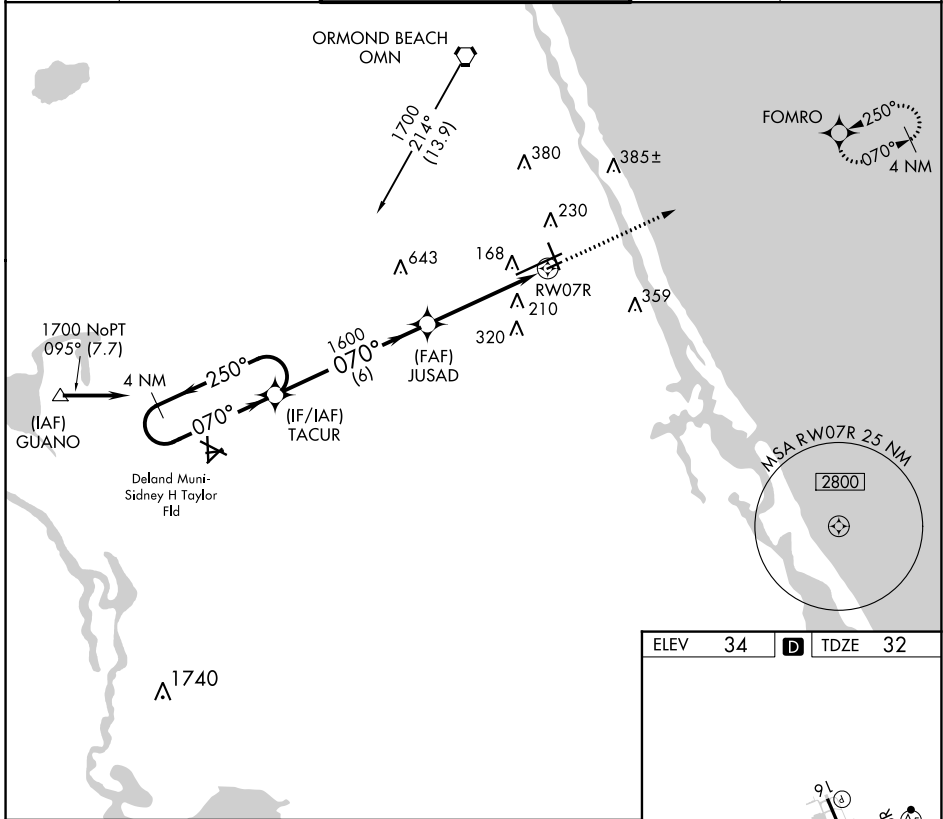 ORMOND BEACH
OMN
1700
214°
(13.9)
380
385±
FOMRO
250°
070°
4 NM
230
643
168
RW07R
210
320
359
1700 NoPT
095° (7.7)
4 NM
250°
070°
1600
070°
(6)
(FAF)
JUSAD
(IAF)
GUANO
(IF/IAF)
TACUR
Deland Muni-
Sidney H Taylor
Fld
MSA RW07R 25 NM
2800
1740
ELEV 34 D TDZE 32
16
P